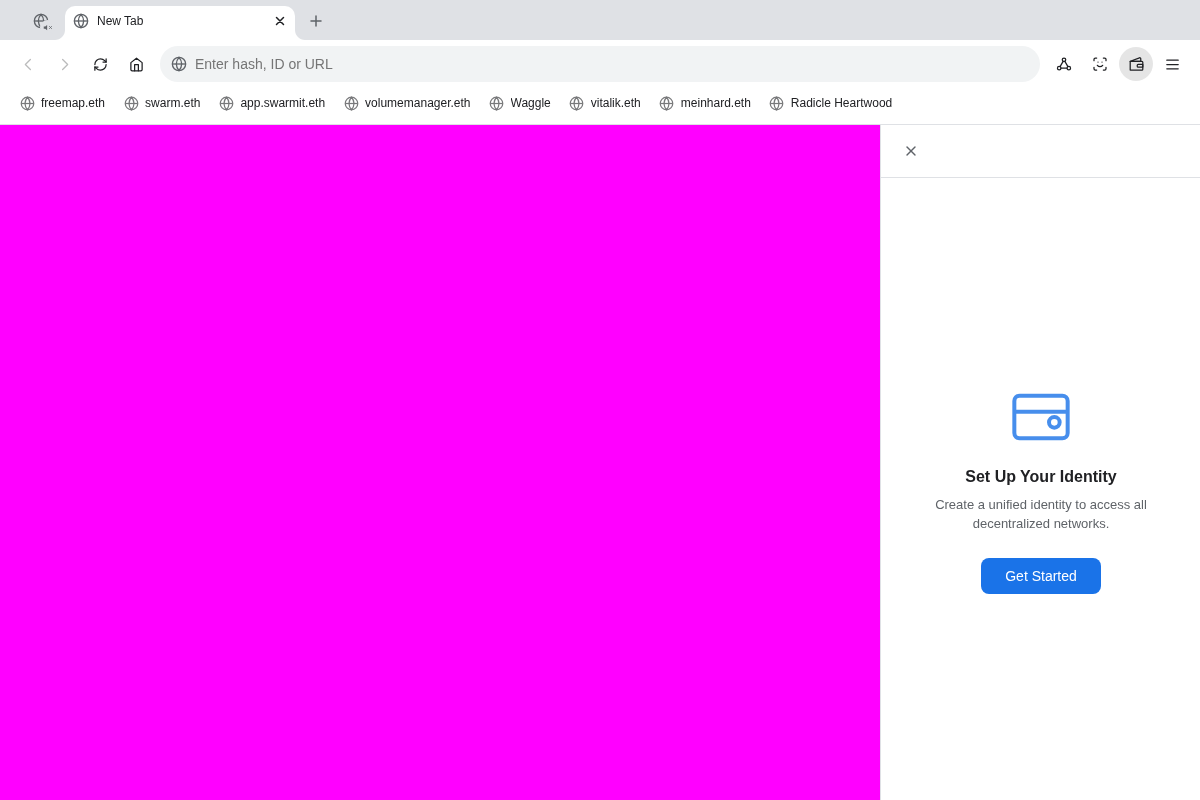 New Tab
Enter hash, ID or URL
freemap.eth swarm.eth app.swarmit.eth volumemanager.eth Waggle vitalik.eth meinhard.eth Radicle Heartwood
Set Up Your Identity
Create a unified identity to access all
decentralized networks.
Get Started